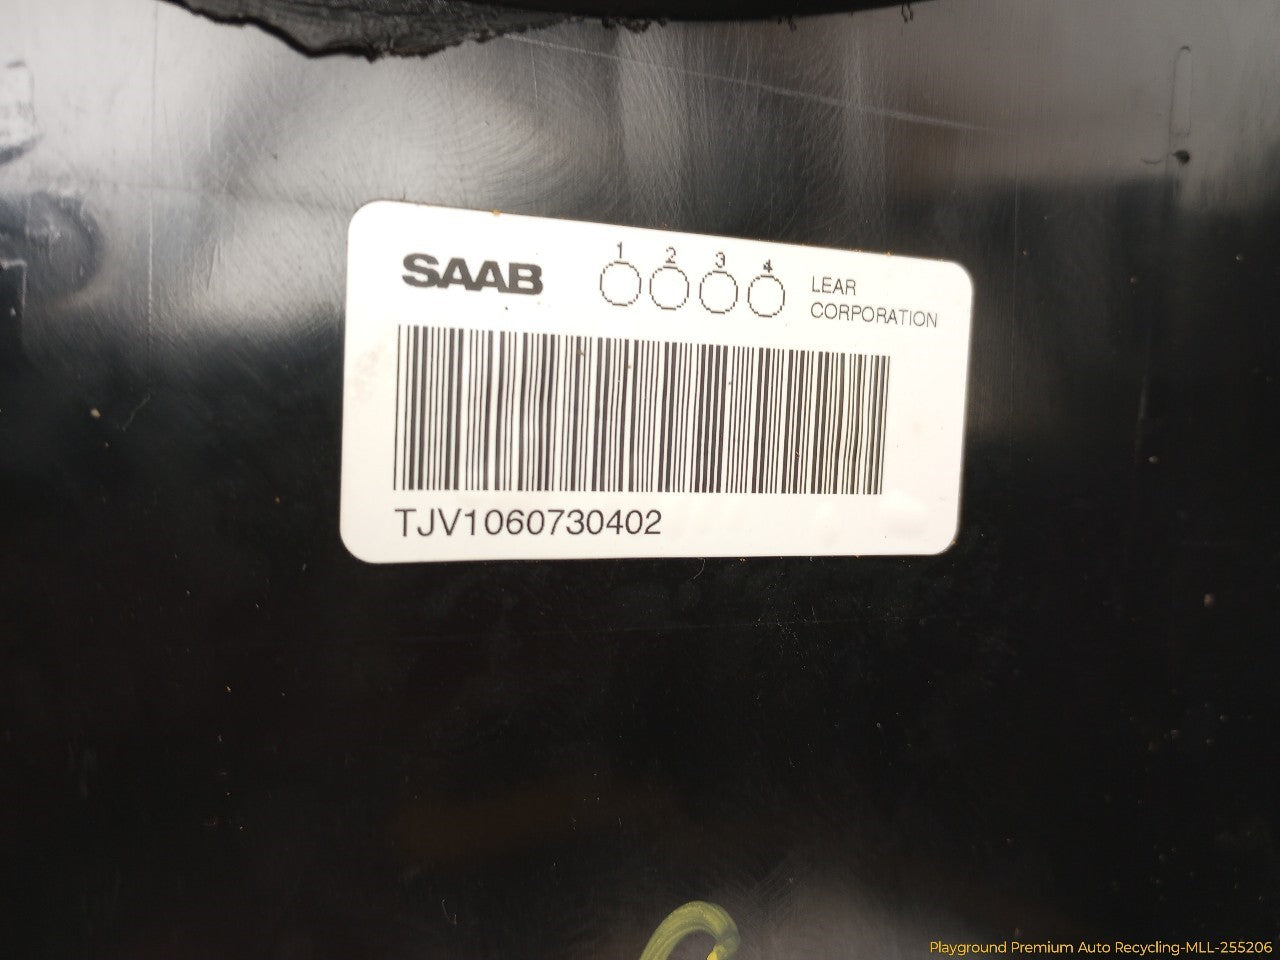 SAAB
1 2 3 4
LEAR
CORPORATION
TJV1060730402
Playground Premium Auto Recycling-MLL-255206